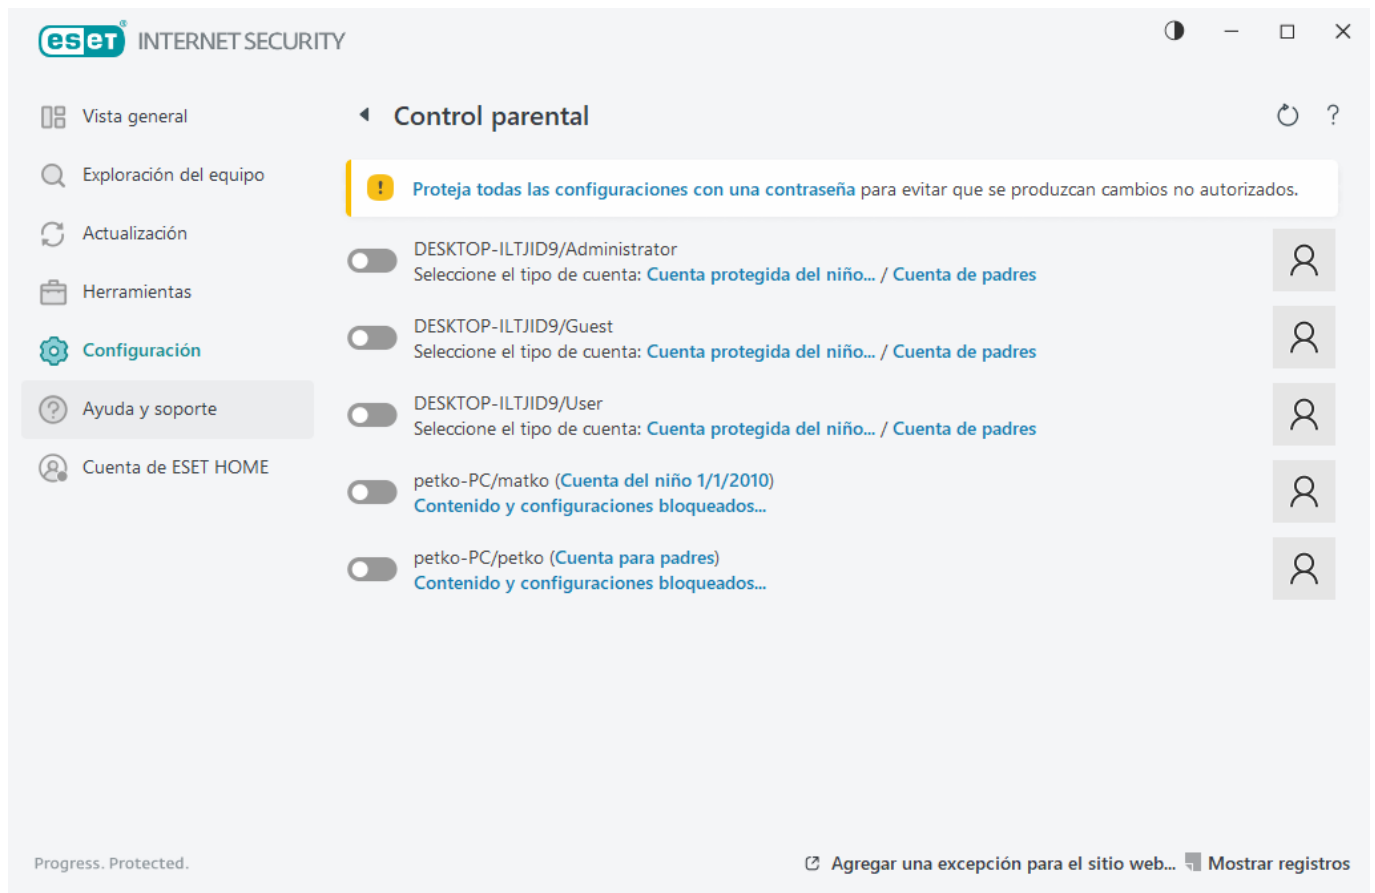 eset® INTERNET SECURITY
Vista general
Exploración del equipo
Actualización
Herramientas
Configuración
Ayuda y soporte
Cuenta de ESET HOME
Control parental
?
! Proteja todas las configuraciones con una contraseña para evitar que se produzcan cambios no autorizados.
DESKTOP-ILTJID9/Administrator
Seleccione el tipo de cuenta: Cuenta protegida del niño... / Cuenta de padres
DESKTOP-ILTJID9/Guest
Seleccione el tipo de cuenta: Cuenta protegida del niño... / Cuenta de padres
DESKTOP-ILTJID9/User
Seleccione el tipo de cuenta: Cuenta protegida del niño... / Cuenta de padres
petko-PC/matko (Cuenta del niño 1/1/2010)
Contenido y configuraciones bloqueados...
petko-PC/petko (Cuenta para padres)
Contenido y configuraciones bloqueados...
Progress. Protected.
Agregar una excepción para el sitio web... Mostrar registros